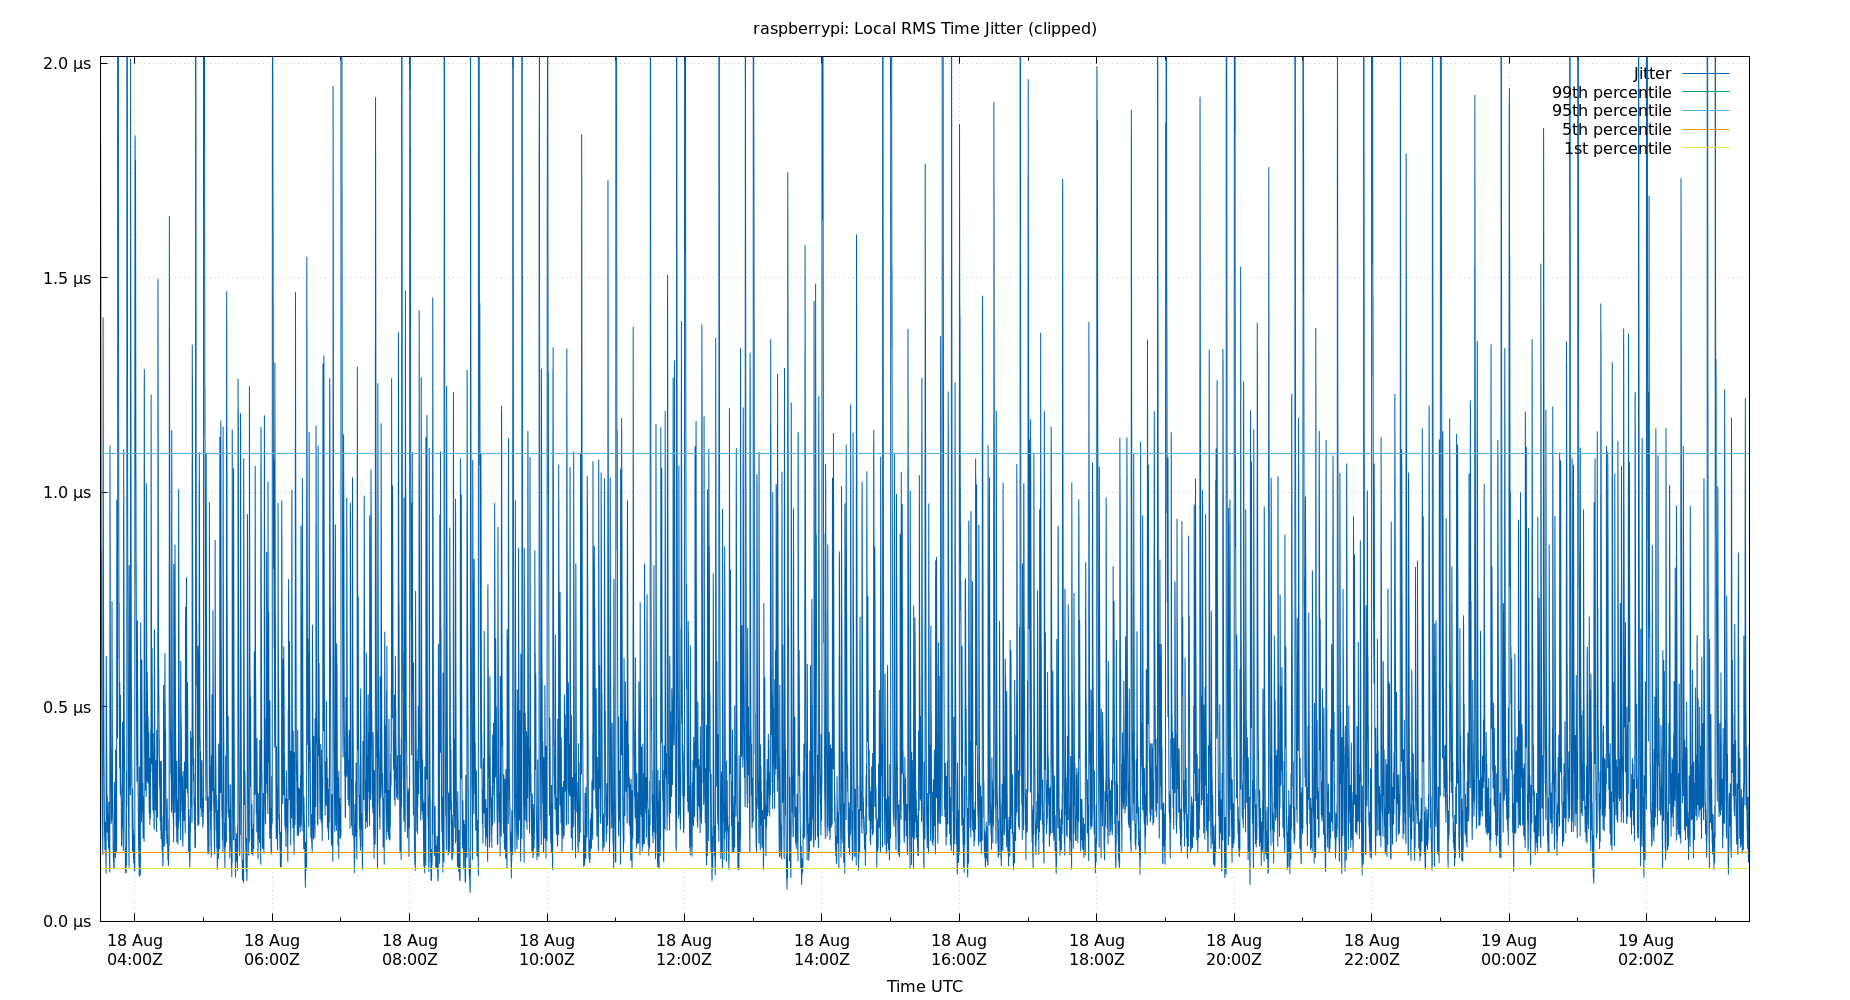 raspberrypi: Local RMS Time Jitter (clipped)
2.0 µs
1.5 µs
1.0 µs
0.5 µs
0.0 µs
Jitter
99th percentile
95th percentile
5th percentile
1st percentile
18 Aug 18 Aug 18 Aug 18 Aug 18 Aug 18 Aug 18 Aug 18 Aug 18 Aug 18 Aug 19 Aug 19 Aug
04:00Z 06:00Z 08:00Z 10:00Z 12:00Z 14:00Z 16:00Z 18:00Z 20:00Z 22:00Z 00:00Z 02:00Z
Time UTC